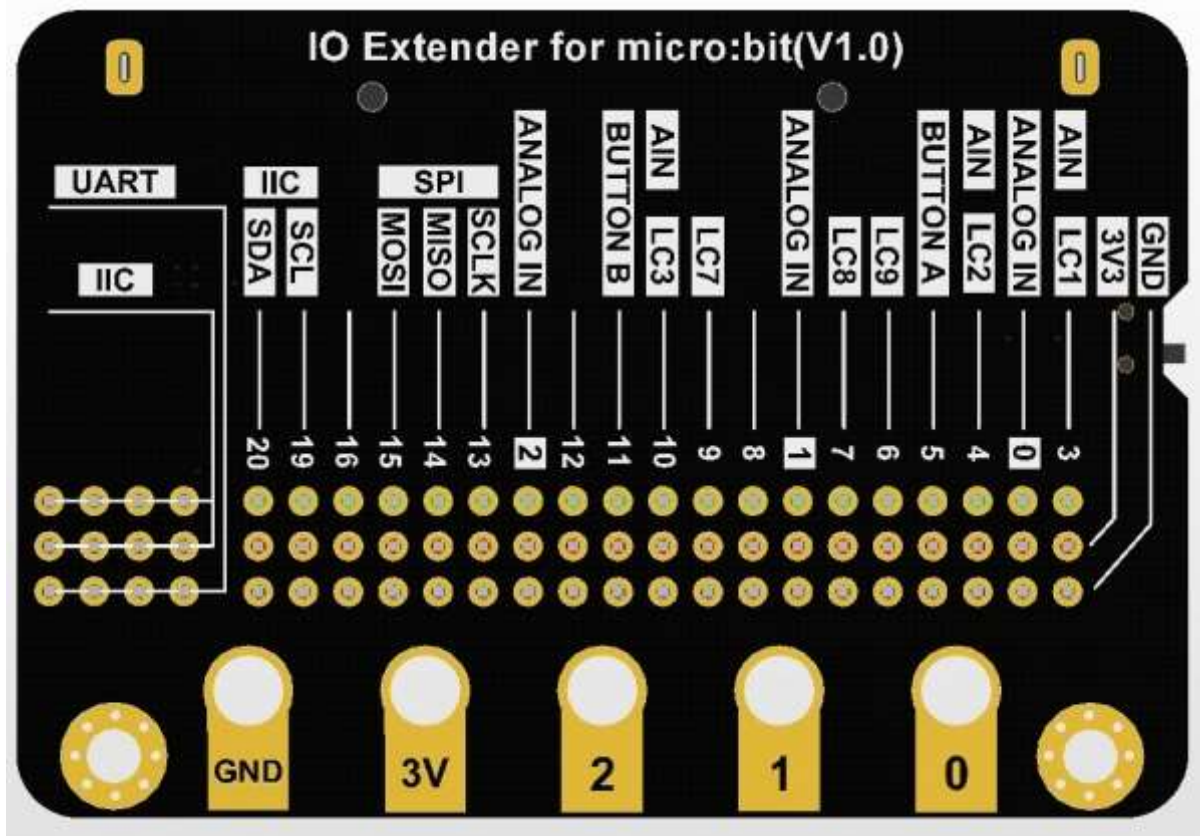 IO Extender for micro:bit(V1.0)
UART
IIC
IIC
SDA
SCL
SPI
MOSI
MISO
SCLK
ANALOG IN
BUTTON B
AIN
LC3
LC7
ANALOG IN
LC8
LC9
BUTTON A
AIN
LC2
ANALOG IN
AIN
LC1
3V3
GND
20 19 16 15 14 13 2 12 11 10 9 8 1 7 6 5 4 0 3
GND 3V 2 1 0